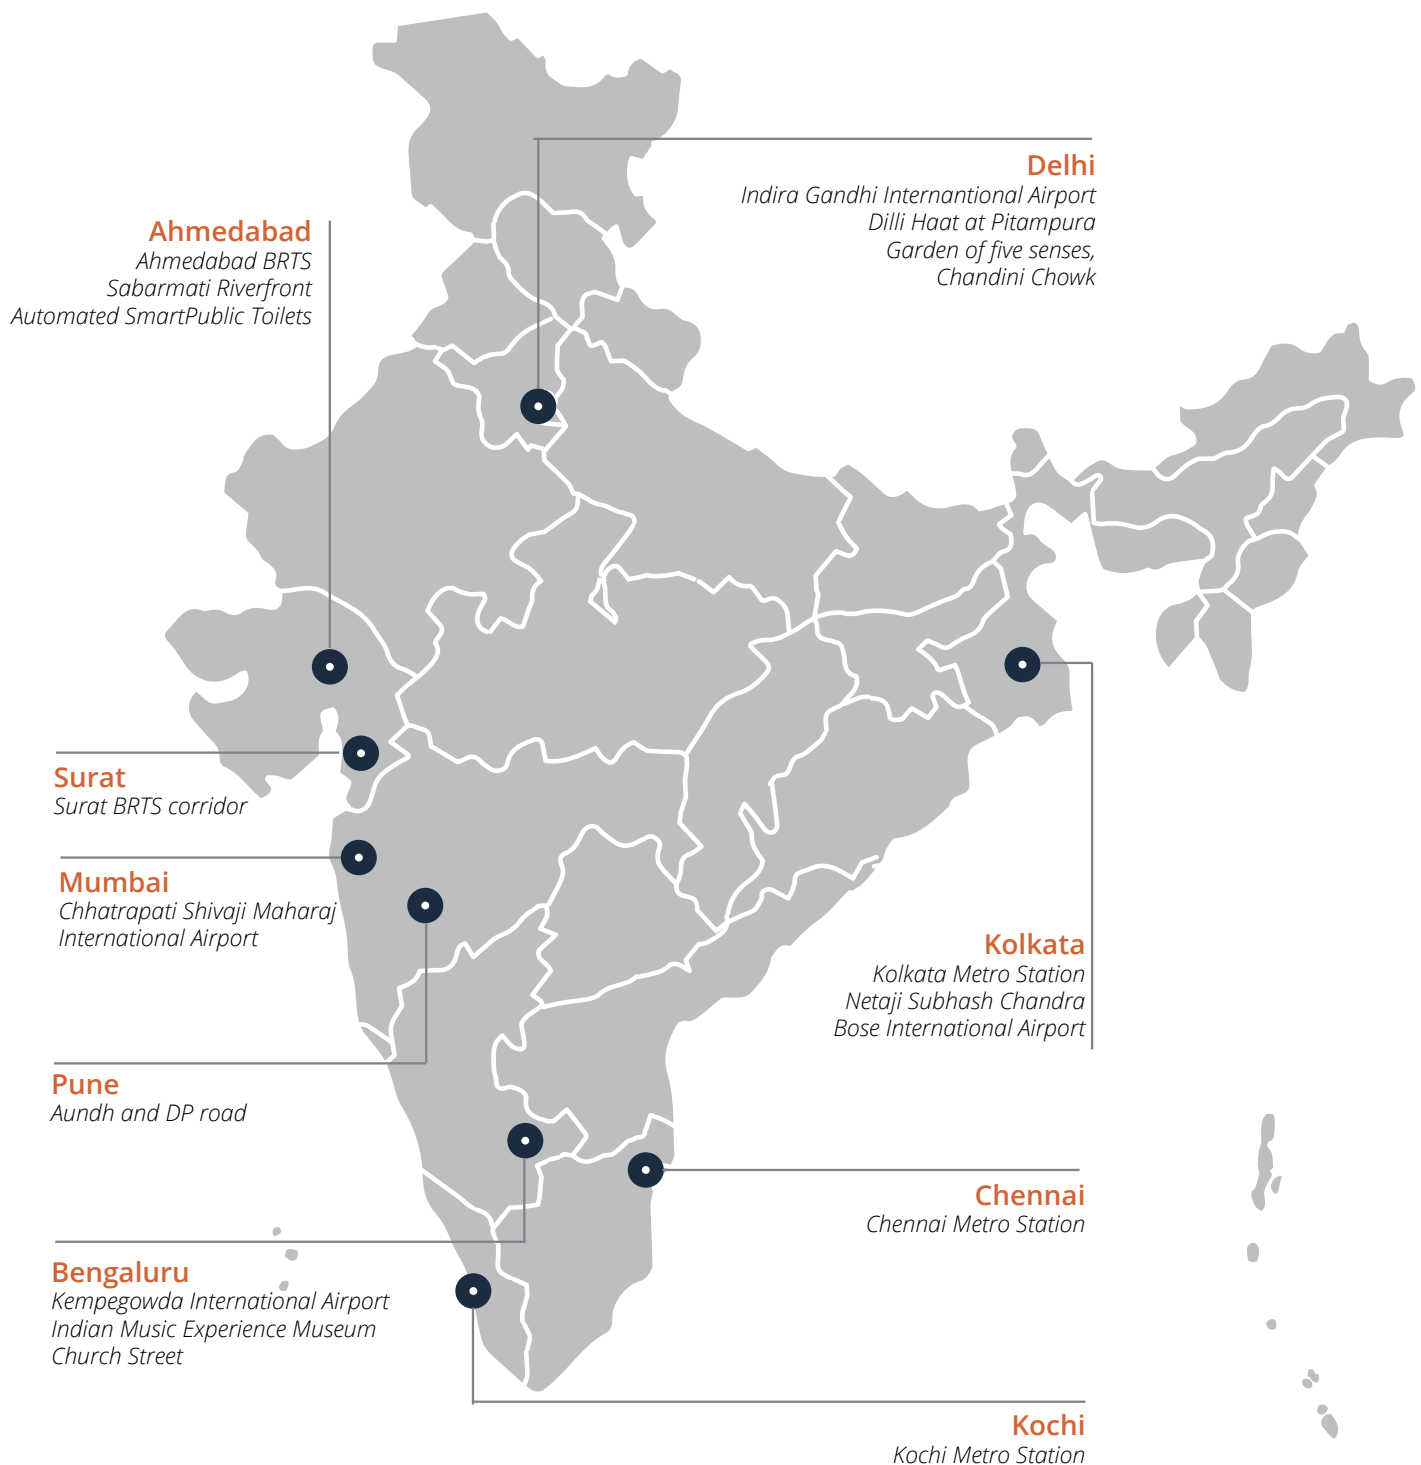 Delhi
Indira Gandhi Internantional Airport
Dilli Haat at Pitampura
Garden of five senses,
Chandini Chowk
Ahmedabad
Ahmedabad BRTS
Sabarmati Riverfront
Automated SmartPublic Toilets
Surat
Surat BRTS corridor
Mumbai
Chhatrapati Shivaji Maharaj
International Airport
Kolkata
Kolkata Metro Station
Netaji Subhash Chandra
Bose International Airport
Pune
Aundh and DP road
Chennai
Chennai Metro Station
Bengaluru
Kempegowda International Airport
Indian Music Experience Museum
Church Street
Kochi
Kochi Metro Station